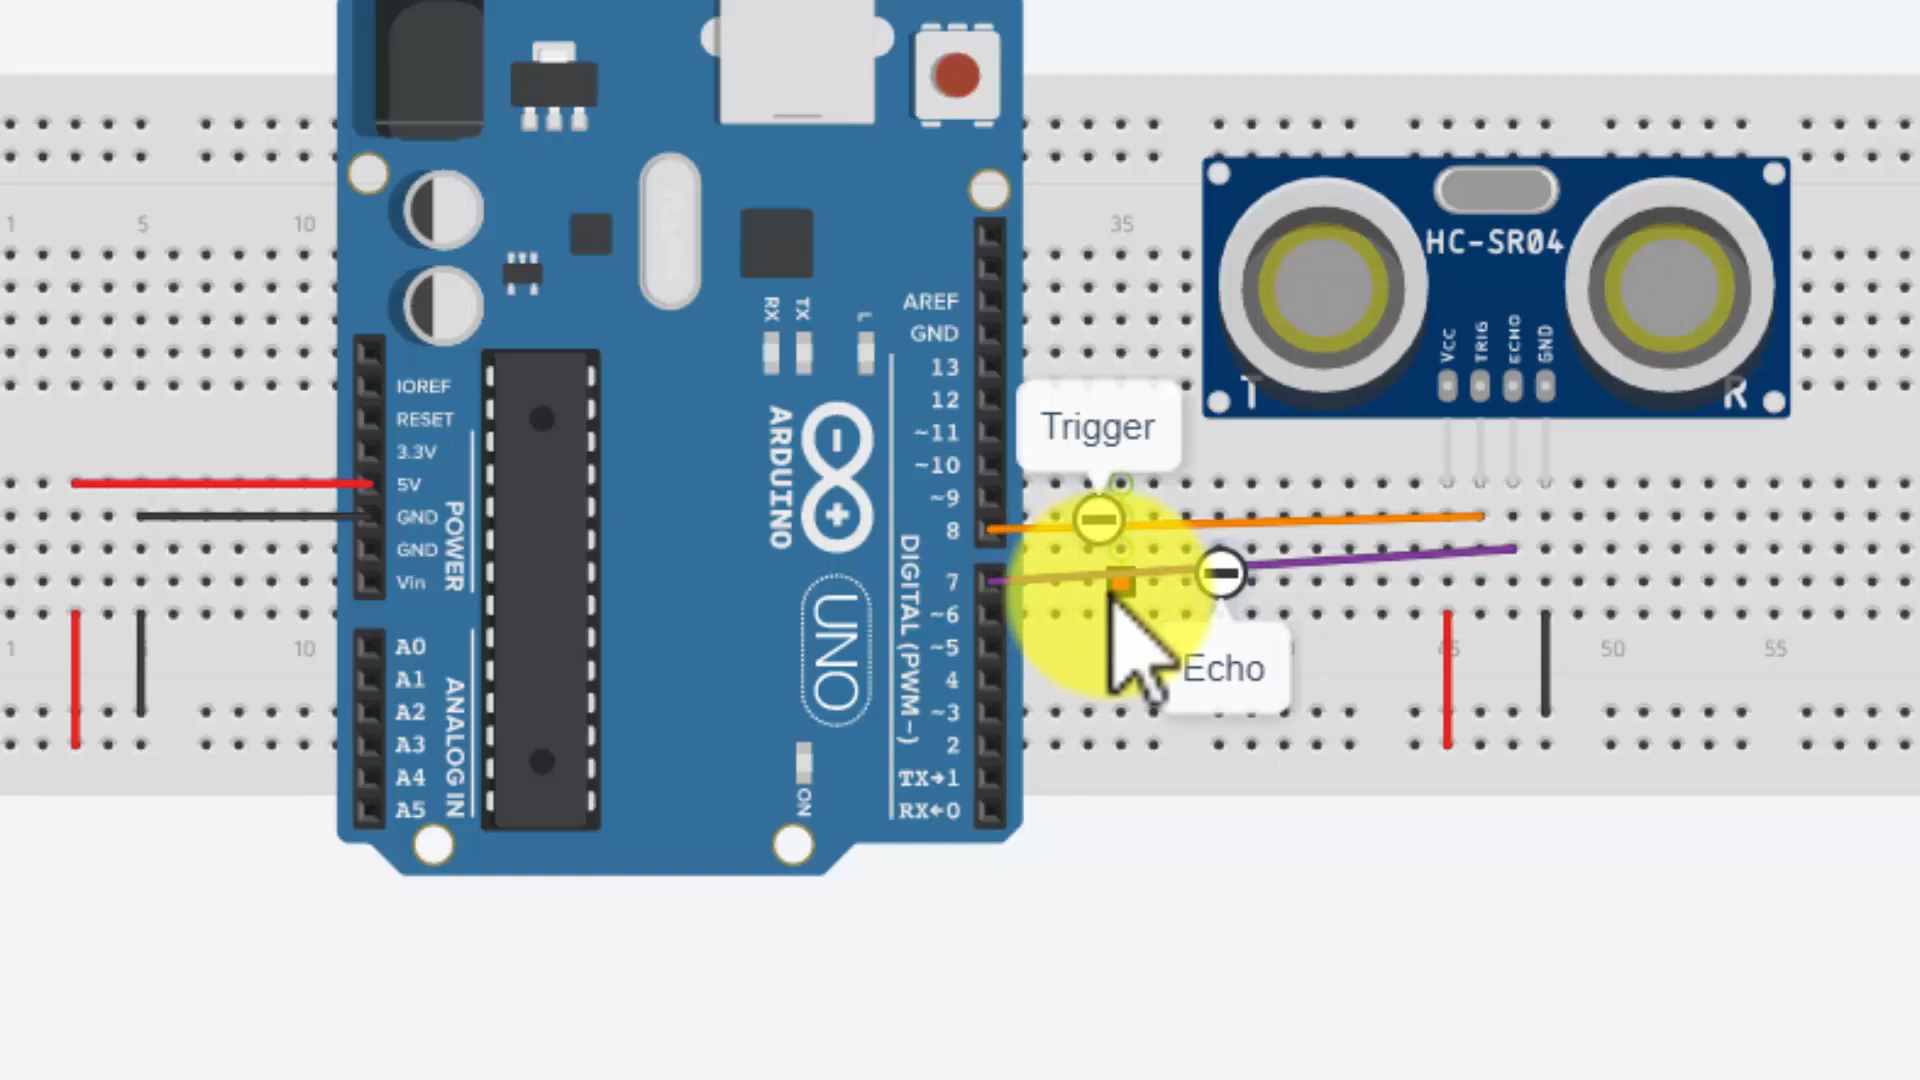 1
5
10
35
HC-SR04
VCC
TRIG
ECHO
GND
T
R
RX
TX
L
AREF
GND
13
12
~11
~10
~9
8
7
~6
~5
4
~3
2
TX→1
RX←0
DIGITAL (PWM~)
IOREF
RESET
3.3V
5V
GND
GND
Vin
POWER
A0
A1
A2
A3
A4
A5
ANALOG IN
ARDUINO
UNO
ON
Trigger
Echo
1
10
45
50
55